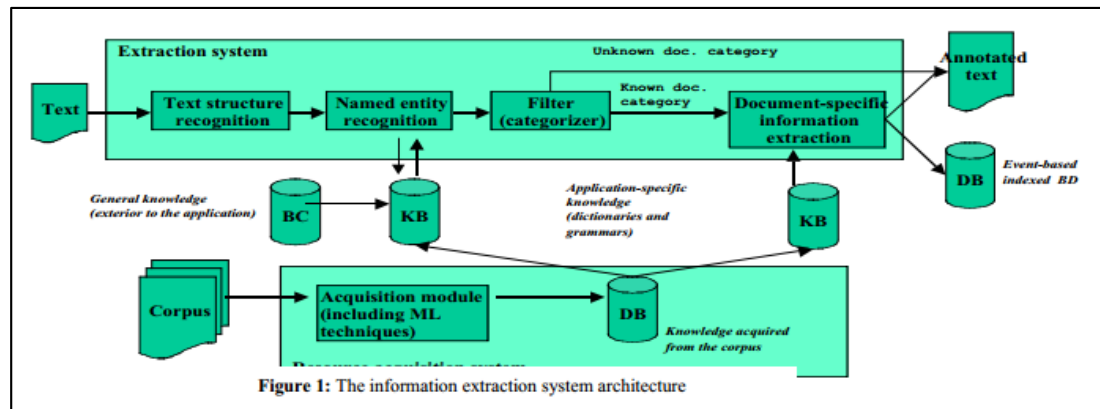 Extraction system
Unknown doc. category
Annotated
text
Known doc.
category
Text
Text structure
recognition
Named entity
recognition
Filter
(categorizer)
Document-specific
information
extraction
DB
Event-based
indexed BD
General knowledge
(exterior to the application)
BC
KB
Application-specific
knowledge
(dictionaries and
grammars)
KB
Corpus
Acquisition module
(including ML
techniques)
DB
Knowledge acquired
from the corpus
Figure 1: The information extraction system architecture